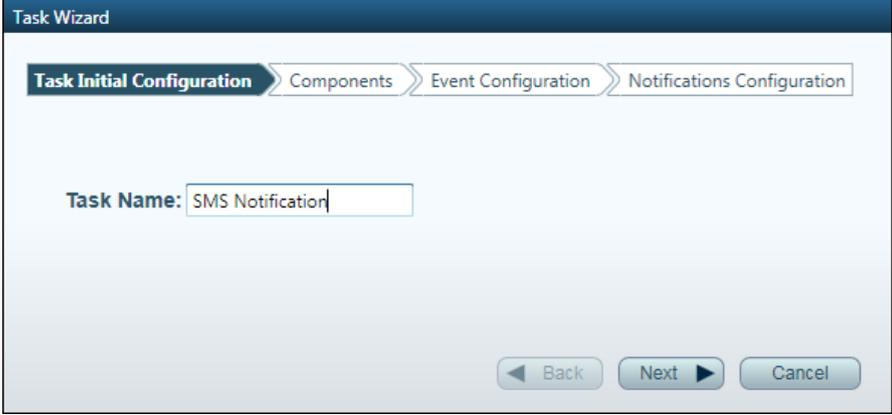 Task Wizard
Task Initial Configuration Components Event Configuration Notifications Configuration
Task Name: SMS Notification
Back Next Cancel